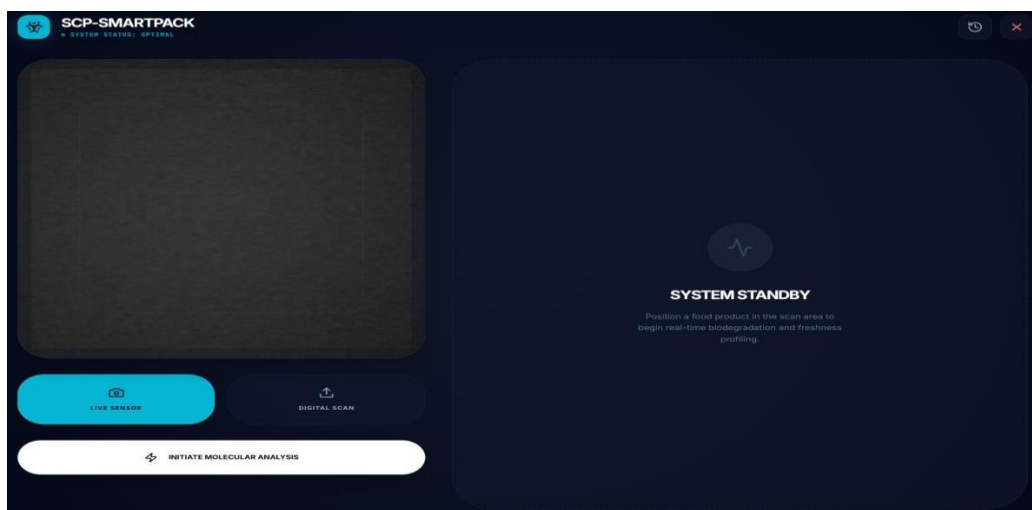 SCP-SMARTPACK
SYSTEM STATUS: OPTIMAL
LIVE SENSOR
DIGITAL SCAN
INITIATE MOLECULAR ANALYSIS
SYSTEM STANDBY
Position a food product in the scan area to
begin real-time biodegradation and freshness
profiling.